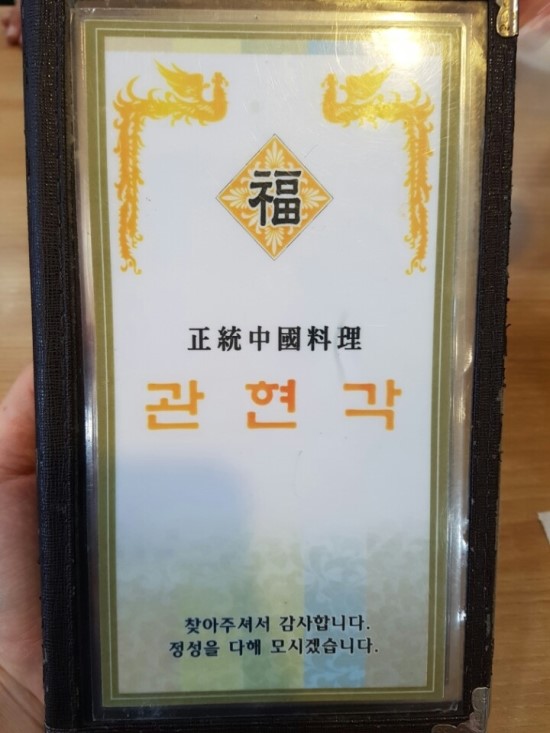 福
正統中國料理
관현각
찾아주셔서 감사합니다.
정성을 다해 모시겠습니다.